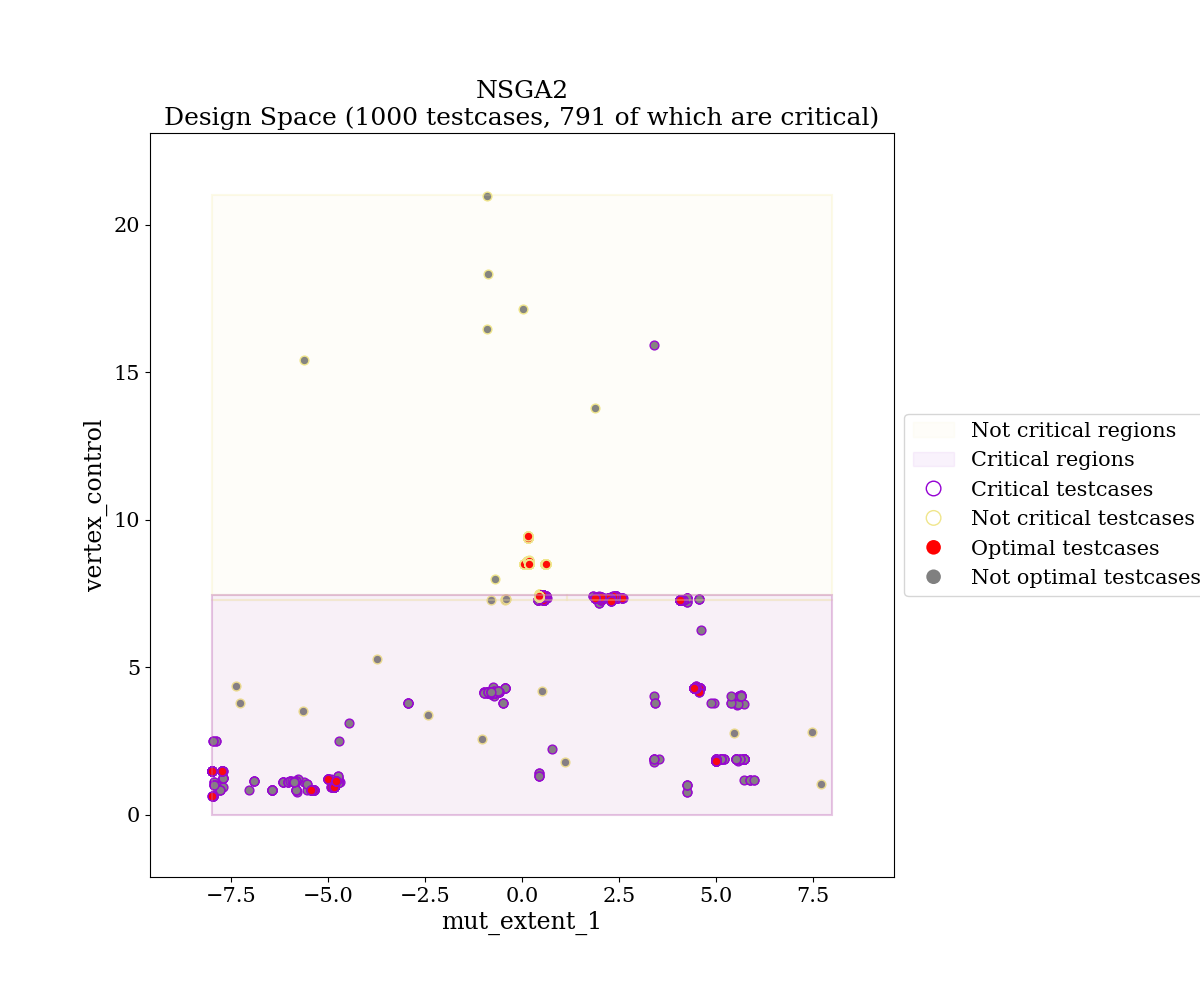 NSGA2
Design Space (1000 testcases, 791 of which are critical)
20
15
10
5
0
vertex_control
−7.5
−5.0
−2.5
0.0
2.5
5.0
7.5
mut_extent_1
Not critical regions
Critical regions
Critical testcases
Not critical testcases
Optimal testcases
Not optimal testcases